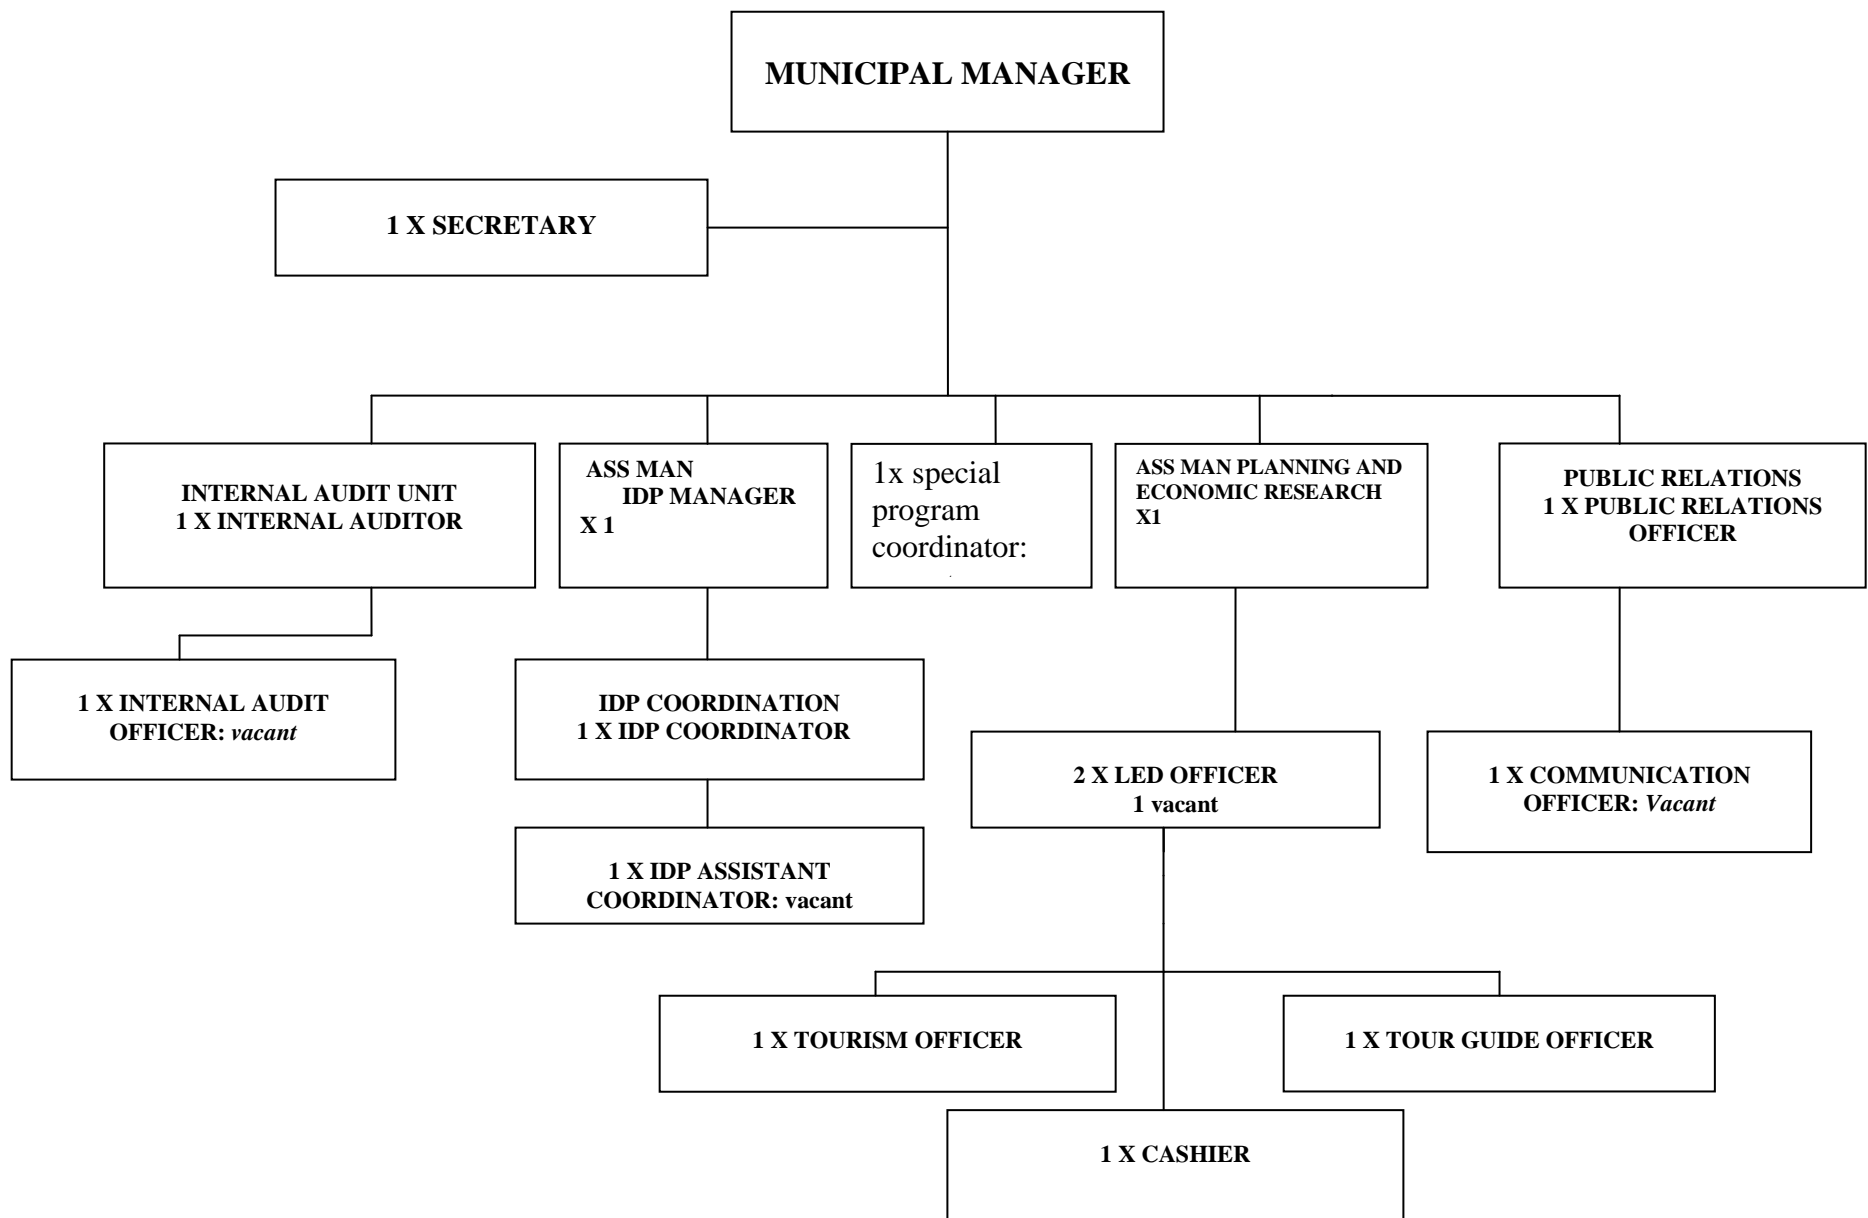 MUNICIPAL MANAGER
1 X SECRETARY
INTERNAL AUDIT UNIT
1 X INTERNAL AUDITOR
ASS MAN
IDP MANAGER
X 1
1x special
program
coordinator:
ASS MAN PLANNING AND
ECONOMIC RESEARCH
X1
PUBLIC RELATIONS
1 X PUBLIC RELATIONS
OFFICER
1 X INTERNAL AUDIT
OFFICER: vacant
IDP COORDINATION
1 X IDP COORDINATOR
2 X LED OFFICER
1 vacant
1 X COMMUNICATION
OFFICER: Vacant
1 X IDP ASSISTANT
COORDINATOR: vacant
1 X TOURISM OFFICER
1 X TOUR GUIDE OFFICER
1 X CASHIER